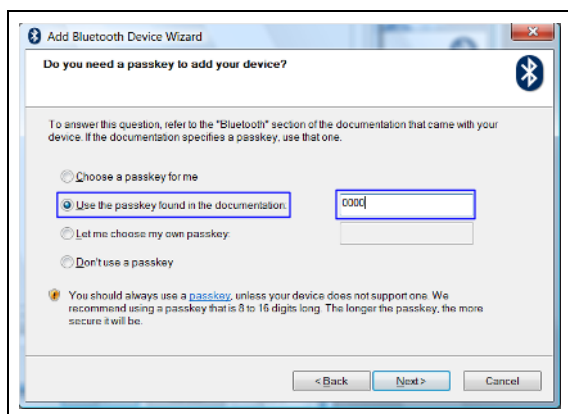 Add Bluetooth Device Wizard
Do you need a passkey to add your device?
To answer this question, refer to the "Bluetooth" section of the documentation that came with your
device. If the documentation specifies a passkey, use that one.
Choose a passkey for me
Use the passkey found in the documentation: 0000
Let me choose my own passkey:
Don't use a passkey
You should always use a passkey, unless your device does not support one. We
recommend using a passkey that is 8 to 16 digits long. The longer the passkey, the more
secure it will be.
< Back Next > Cancel